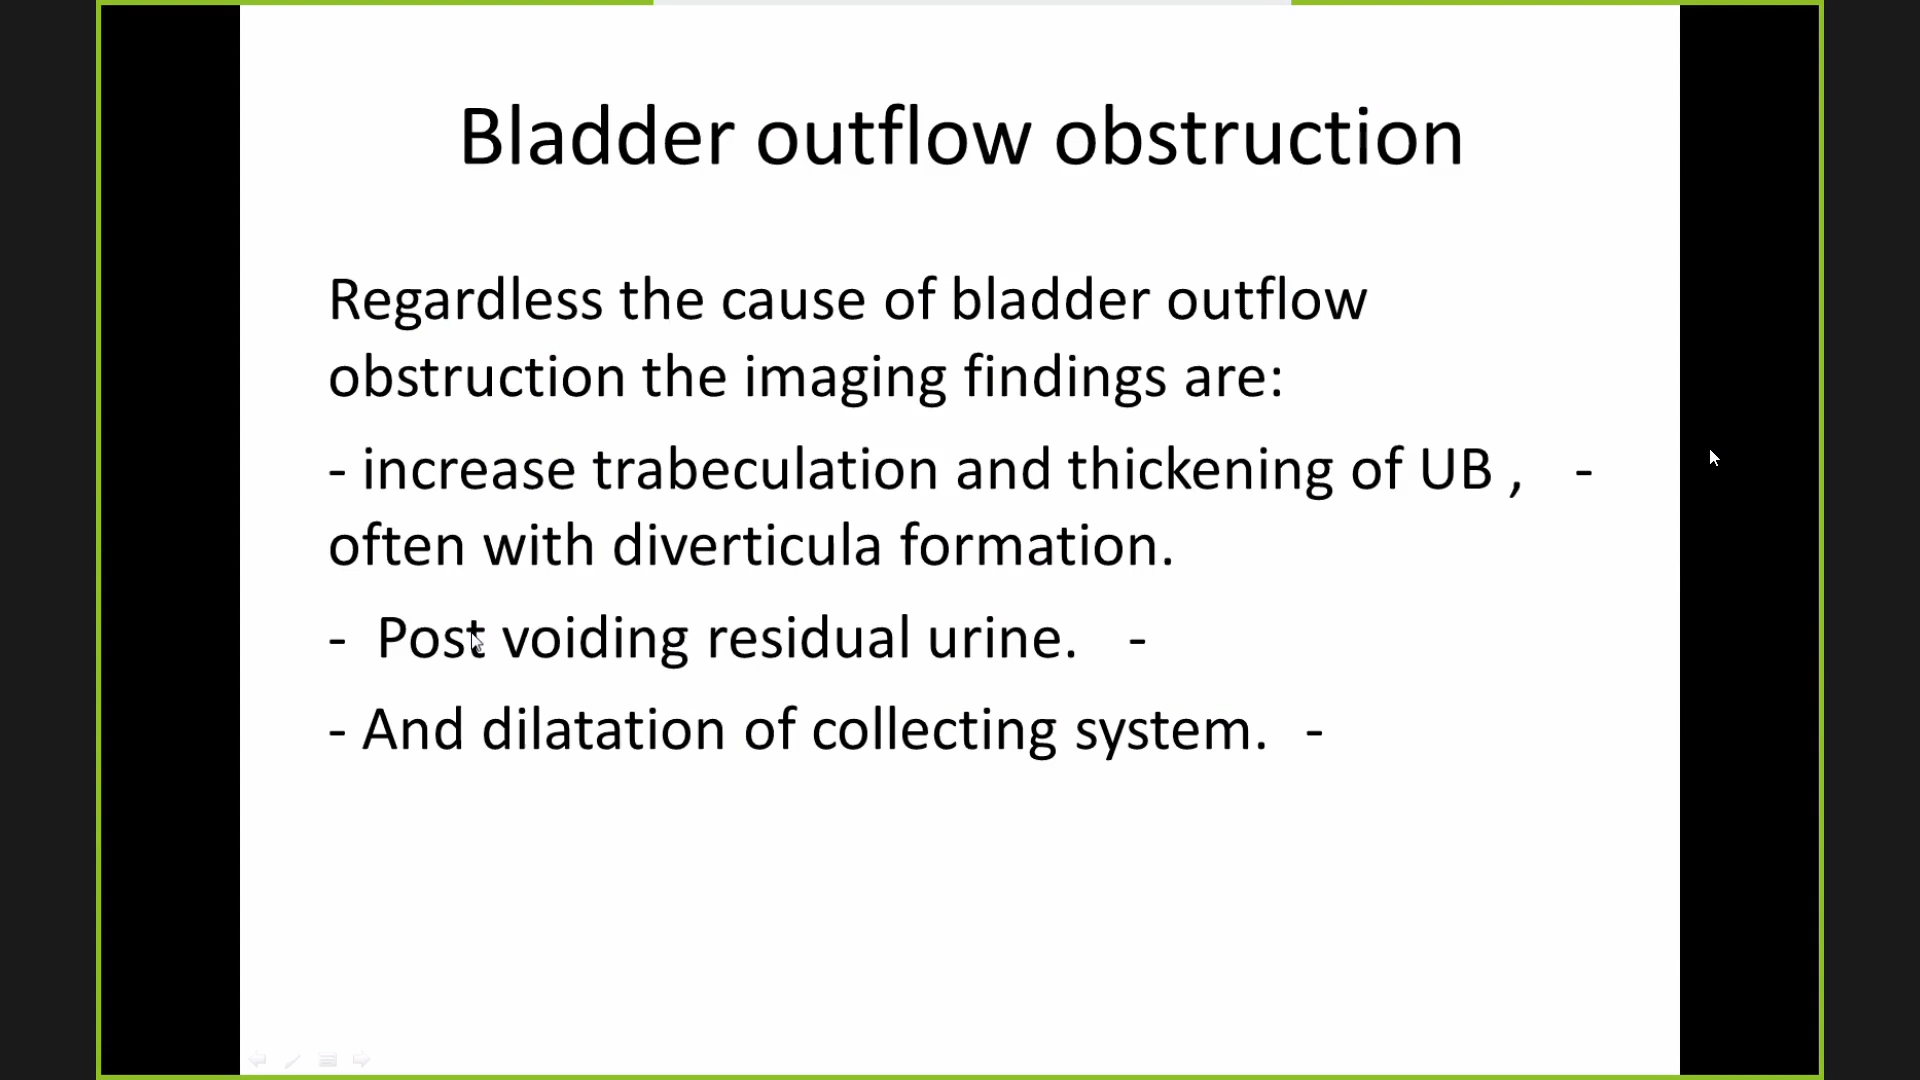 Bladder outflow obstruction
Regardless the cause of bladder outflow
obstruction the imaging findings are:
- increase trabeculation and thickening of UB ,   -
often with diverticula formation.
-  Post voiding residual urine.   -
- And dilatation of collecting system.  -